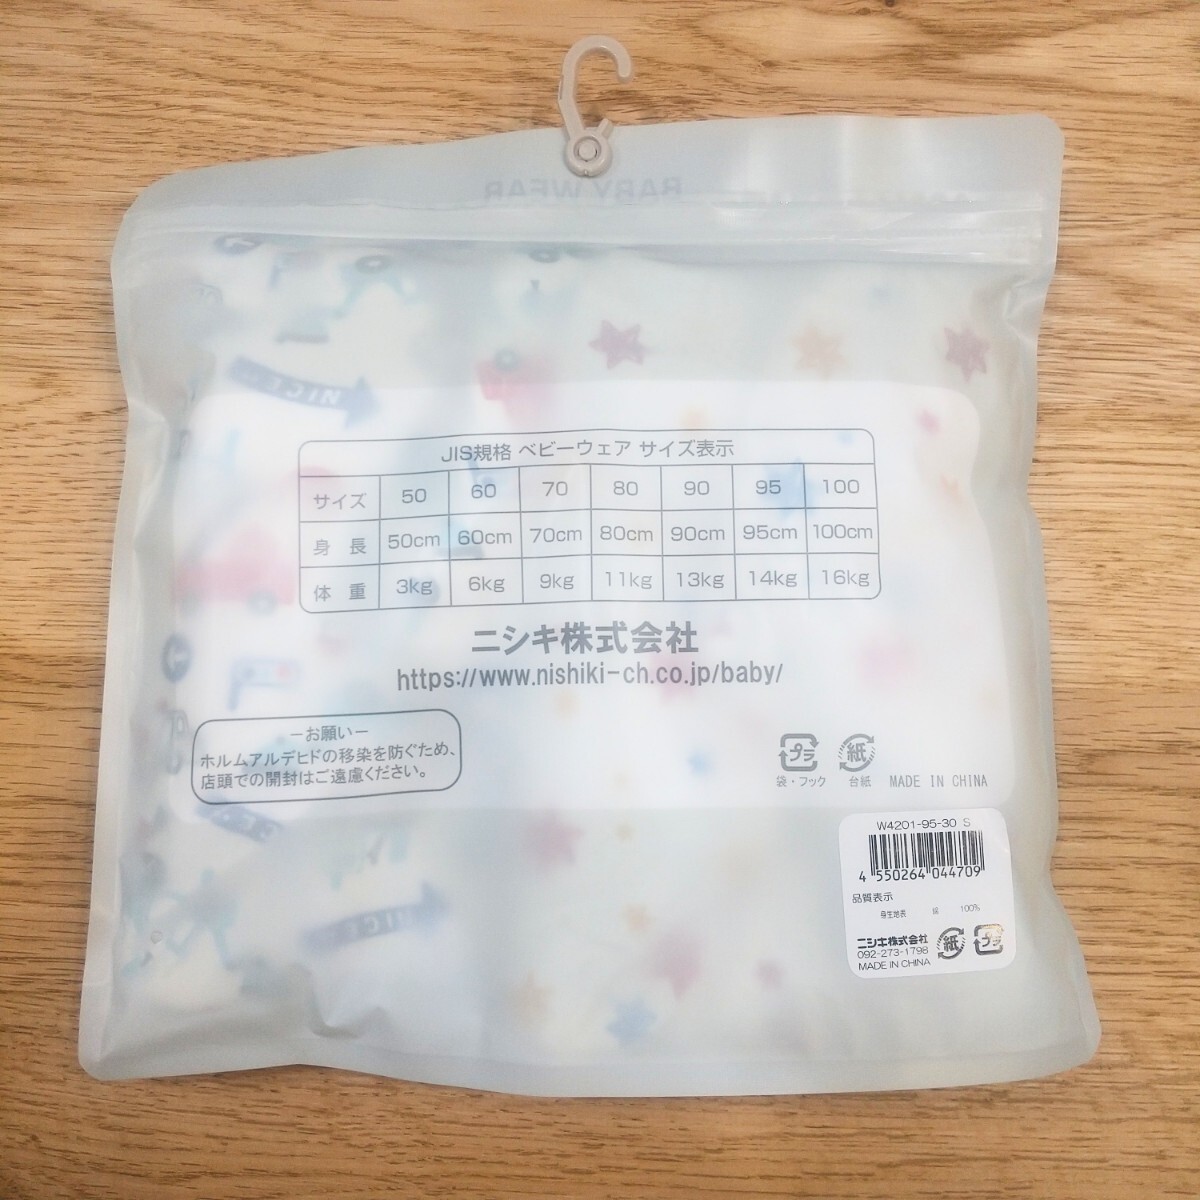 BABY WEAR
NICE
JIS規格 ベビーウェア サイズ表示
サイズ 50 60 70 80 90 95 100
身長 50cm 60cm 70cm 80cm 90cm 95cm 100cm
体重 3kg 6kg 9kg 11kg 13kg 14kg 16kg
ニシキ株式会社
https://www.nishiki-ch.co.jp/baby/
−お願い−
ホルムアルデヒドの移染を防ぐため、
店頭での開封はご遠慮ください。
プラ 紙
袋・フック 台紙 MADE IN CHINA
W4201-95-30 S
4 550264 044709
品質表示
身生地表 綿 100%
ニシキ株式会社 紙 プラ
092-273-1798
MADE IN CHINA